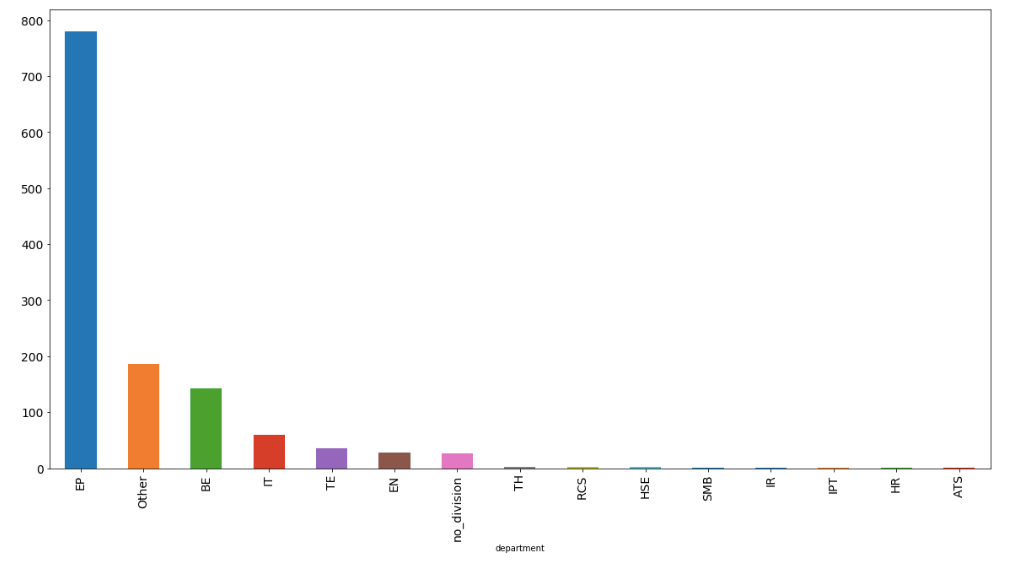 800
700
600
500
400
300
200
100
0
EP
Other
BE
IT
TE
EN
no_division
TH
RCS
HSE
SMB
IR
IPT
HR
ATS
department